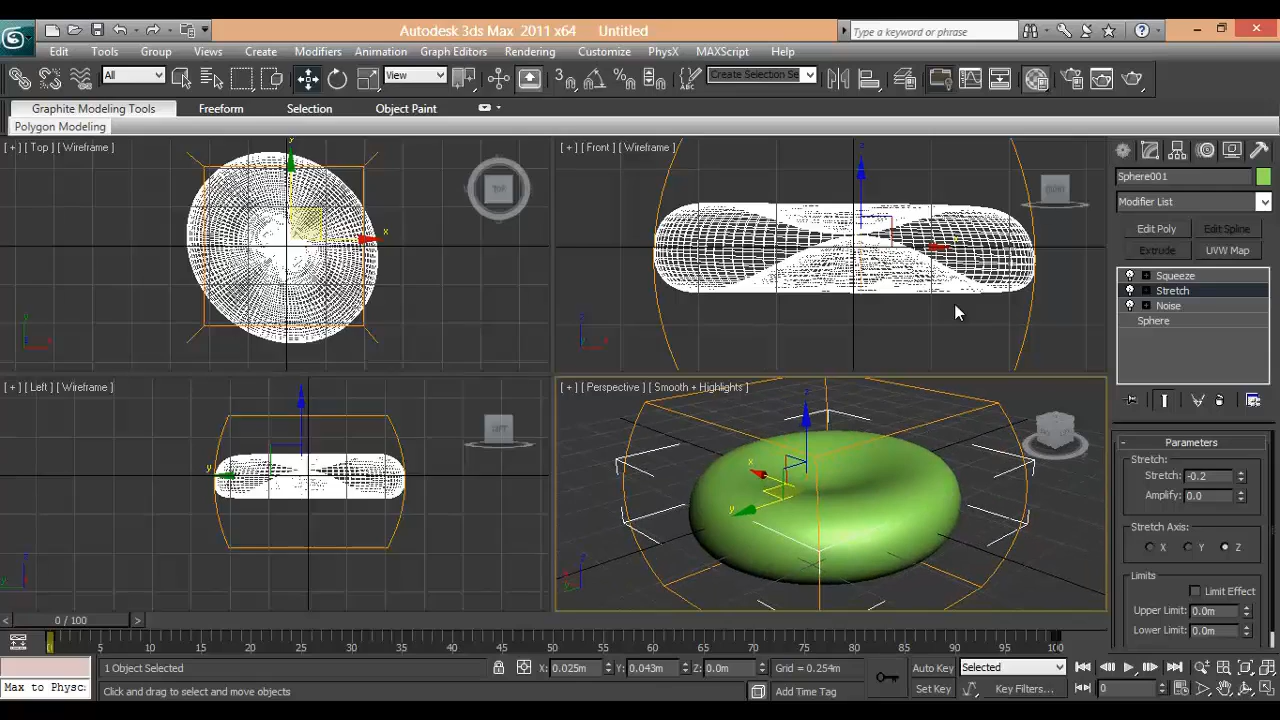 Autodesk 3ds Max 2011 x64 Untitled
Type a keyword or phrase
Edit Tools Group Views Create Modifiers Animation Graph Editors Rendering Customize PhysX MAXScript Help
All View Create Selection Se
Graphite Modeling Tools Freeform Selection Object Paint
Polygon Modeling
[ + ] [ Top ] [ Wireframe ]
TOP
y
x
[ + ] [ Front ] [ Wireframe ]
FRONT
z
[ + ] [ Left ] [ Wireframe ]
LEFT
y
[ + ] [ Perspective ] [ Smooth + Highlights ]
z
x
y
Sphere001
Modifier List
Edit Poly Edit Spline
Extrude UVW Map
Squeeze
Stretch
Noise
Sphere
Parameters
Stretch:
Stretch: -0.2
Amplify: 0.0
Stretch Axis:
X Y Z
Limits
Limit Effect
Upper Limit: 0.0m
Lower Limit: 0.0m
< 0 / 100 >
0 5 10 15 20 25 30 35 40 45 50 55 60 65 70 75 80 85 90 95 100
1 Object Selected X: 0.025m Y: 0.043m Z: 0.0m Grid = 0.254m Auto Key Selected
Max to Physc
Click and drag to select and move objects Add Time Tag Set Key Key Filters... 0